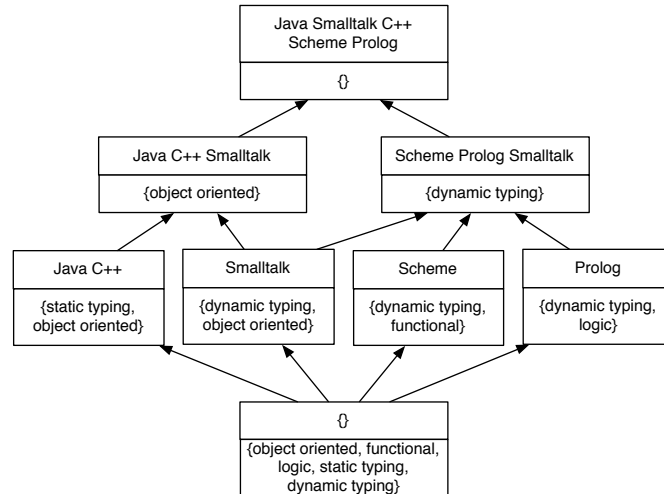 Java Smalltalk C++
Scheme Prolog
{}
Java C++ Smalltalk
{object oriented}
Scheme Prolog Smalltalk
{dynamic typing}
Java C++
{static typing,
object oriented}
Smalltalk
{dynamic typing,
object oriented}
Scheme
{dynamic typing,
functional}
Prolog
{dynamic typing,
logic}
{}
{object oriented, functional,
logic, static typing,
dynamic typing}